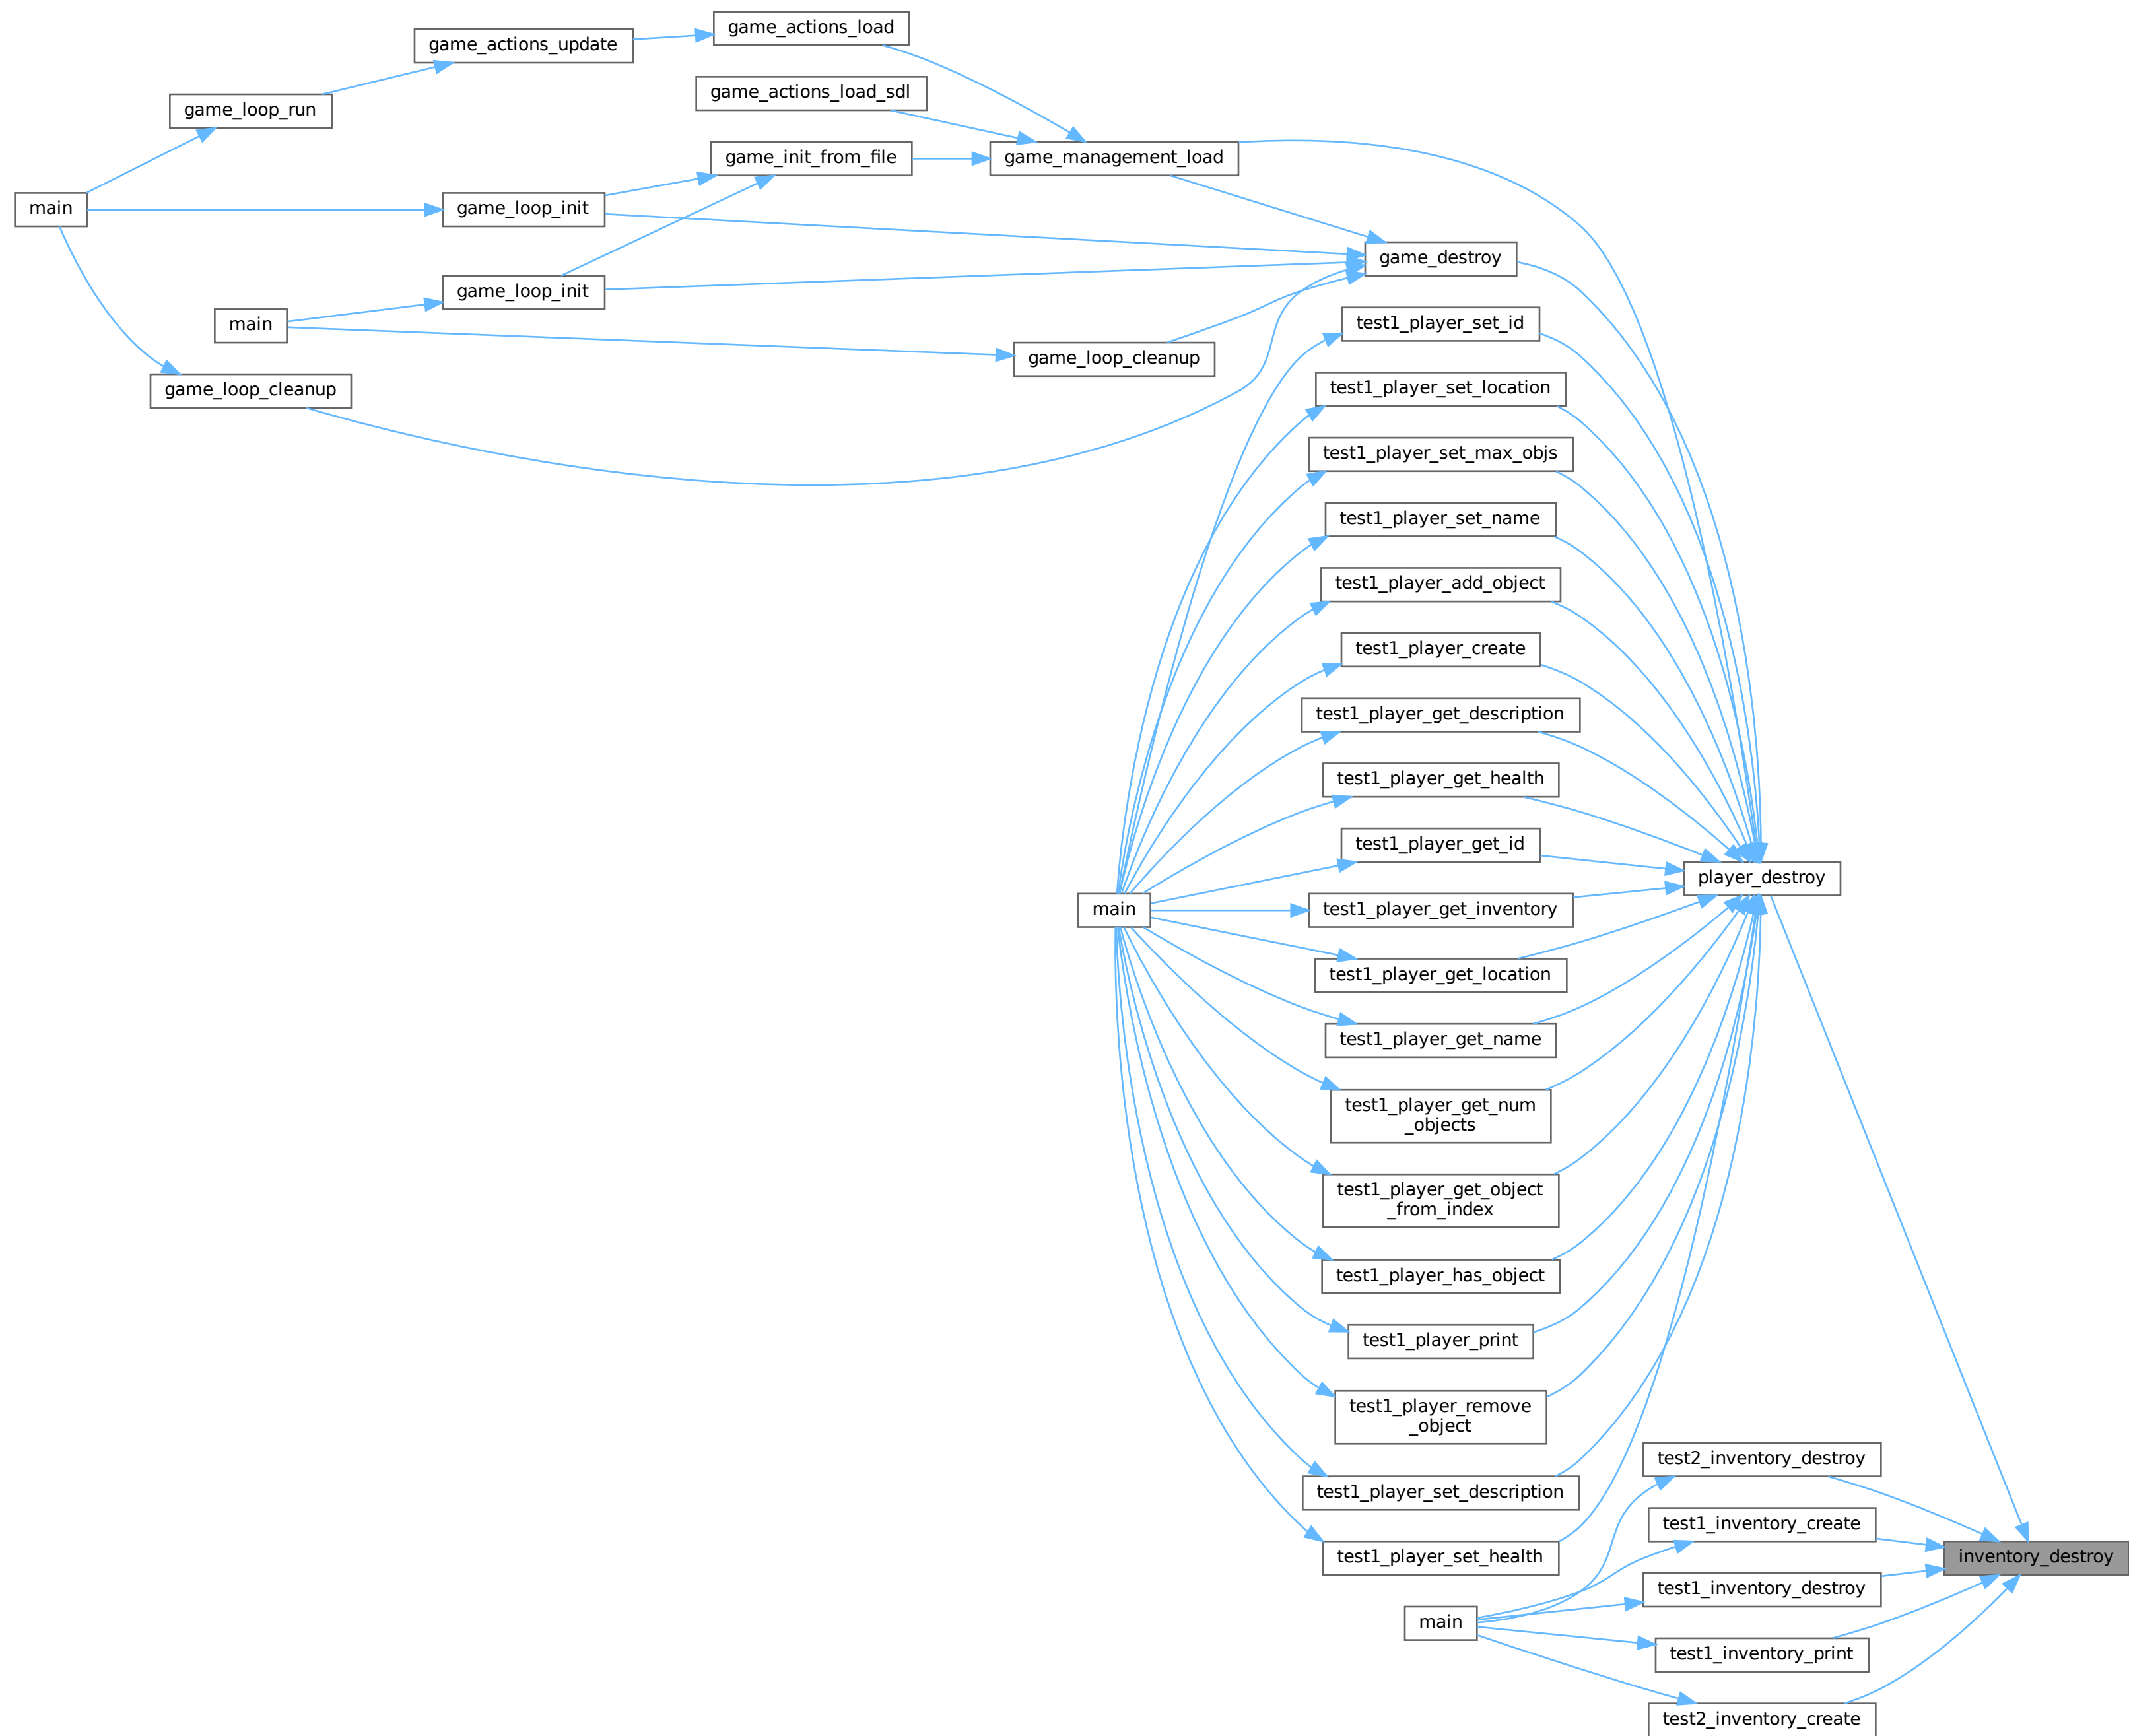 game_actions_load
game_actions_update
game_actions_load_sdl
game_loop_run
game_init_from_file
game_management_load
main
game_loop_init
game_destroy
game_loop_init
main
test1_player_set_id
game_loop_cleanup
game_loop_cleanup
test1_player_set_location
test1_player_set_max_objs
test1_player_set_name
test1_player_add_object
test1_player_create
test1_player_get_description
test1_player_get_health
test1_player_get_id
player_destroy
main
test1_player_get_inventory
test1_player_get_location
test1_player_get_name
test1_player_get_num
_objects
test1_player_get_object
_from_index
test1_player_has_object
test1_player_print
test1_player_remove
_object
test2_inventory_destroy
test1_player_set_description
test1_inventory_create
test1_player_set_health
inventory_destroy
test1_inventory_destroy
main
test1_inventory_print
test2_inventory_create